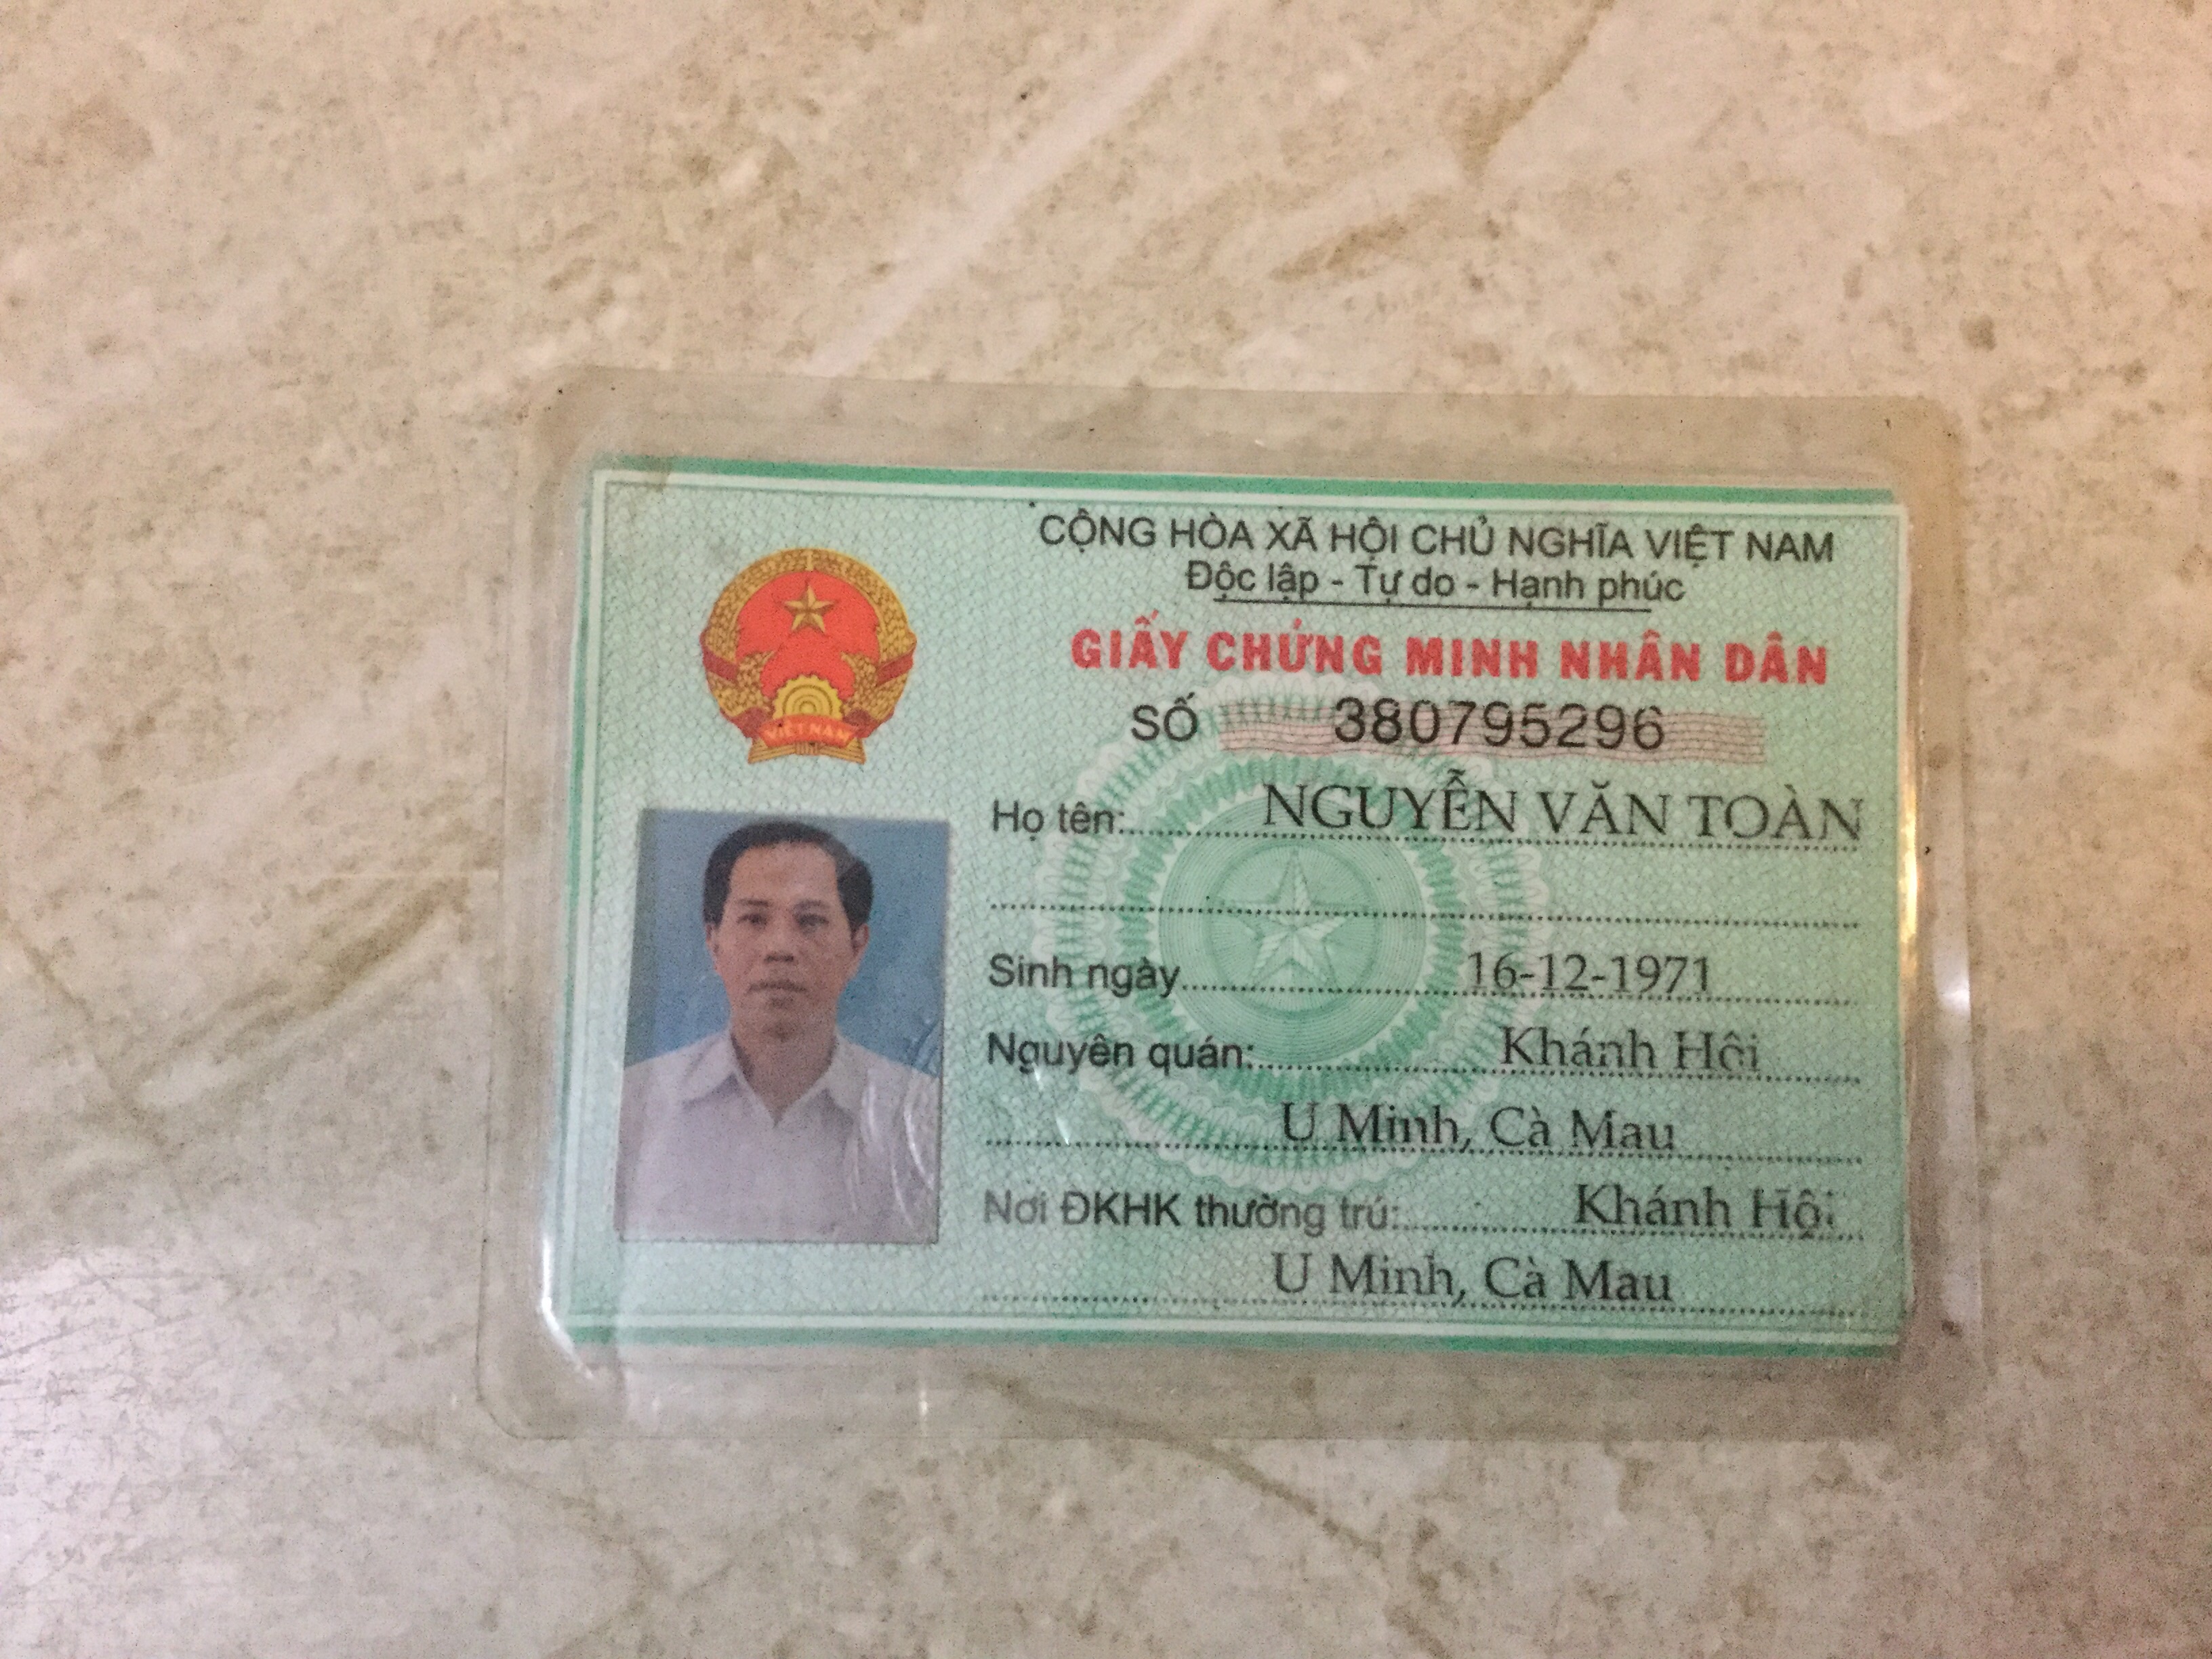 CỘNG HÒA XÃ HỘI CHỦ NGHĨA VIỆT NAM
Độc lập - Tự do - Hạnh phúc
GIẤY CHỨNG MINH NHÂN DÂN
SỐ 380795296
VIỆT NAM
Họ tên: NGUYỄN VĂN TOÀN
Sinh ngày 16-12-1971
Nguyên quán: Khánh Hội
U Minh, Cà Mau
Nơi ĐKHK thường trú: Khánh Hội
U Minh, Cà Mau